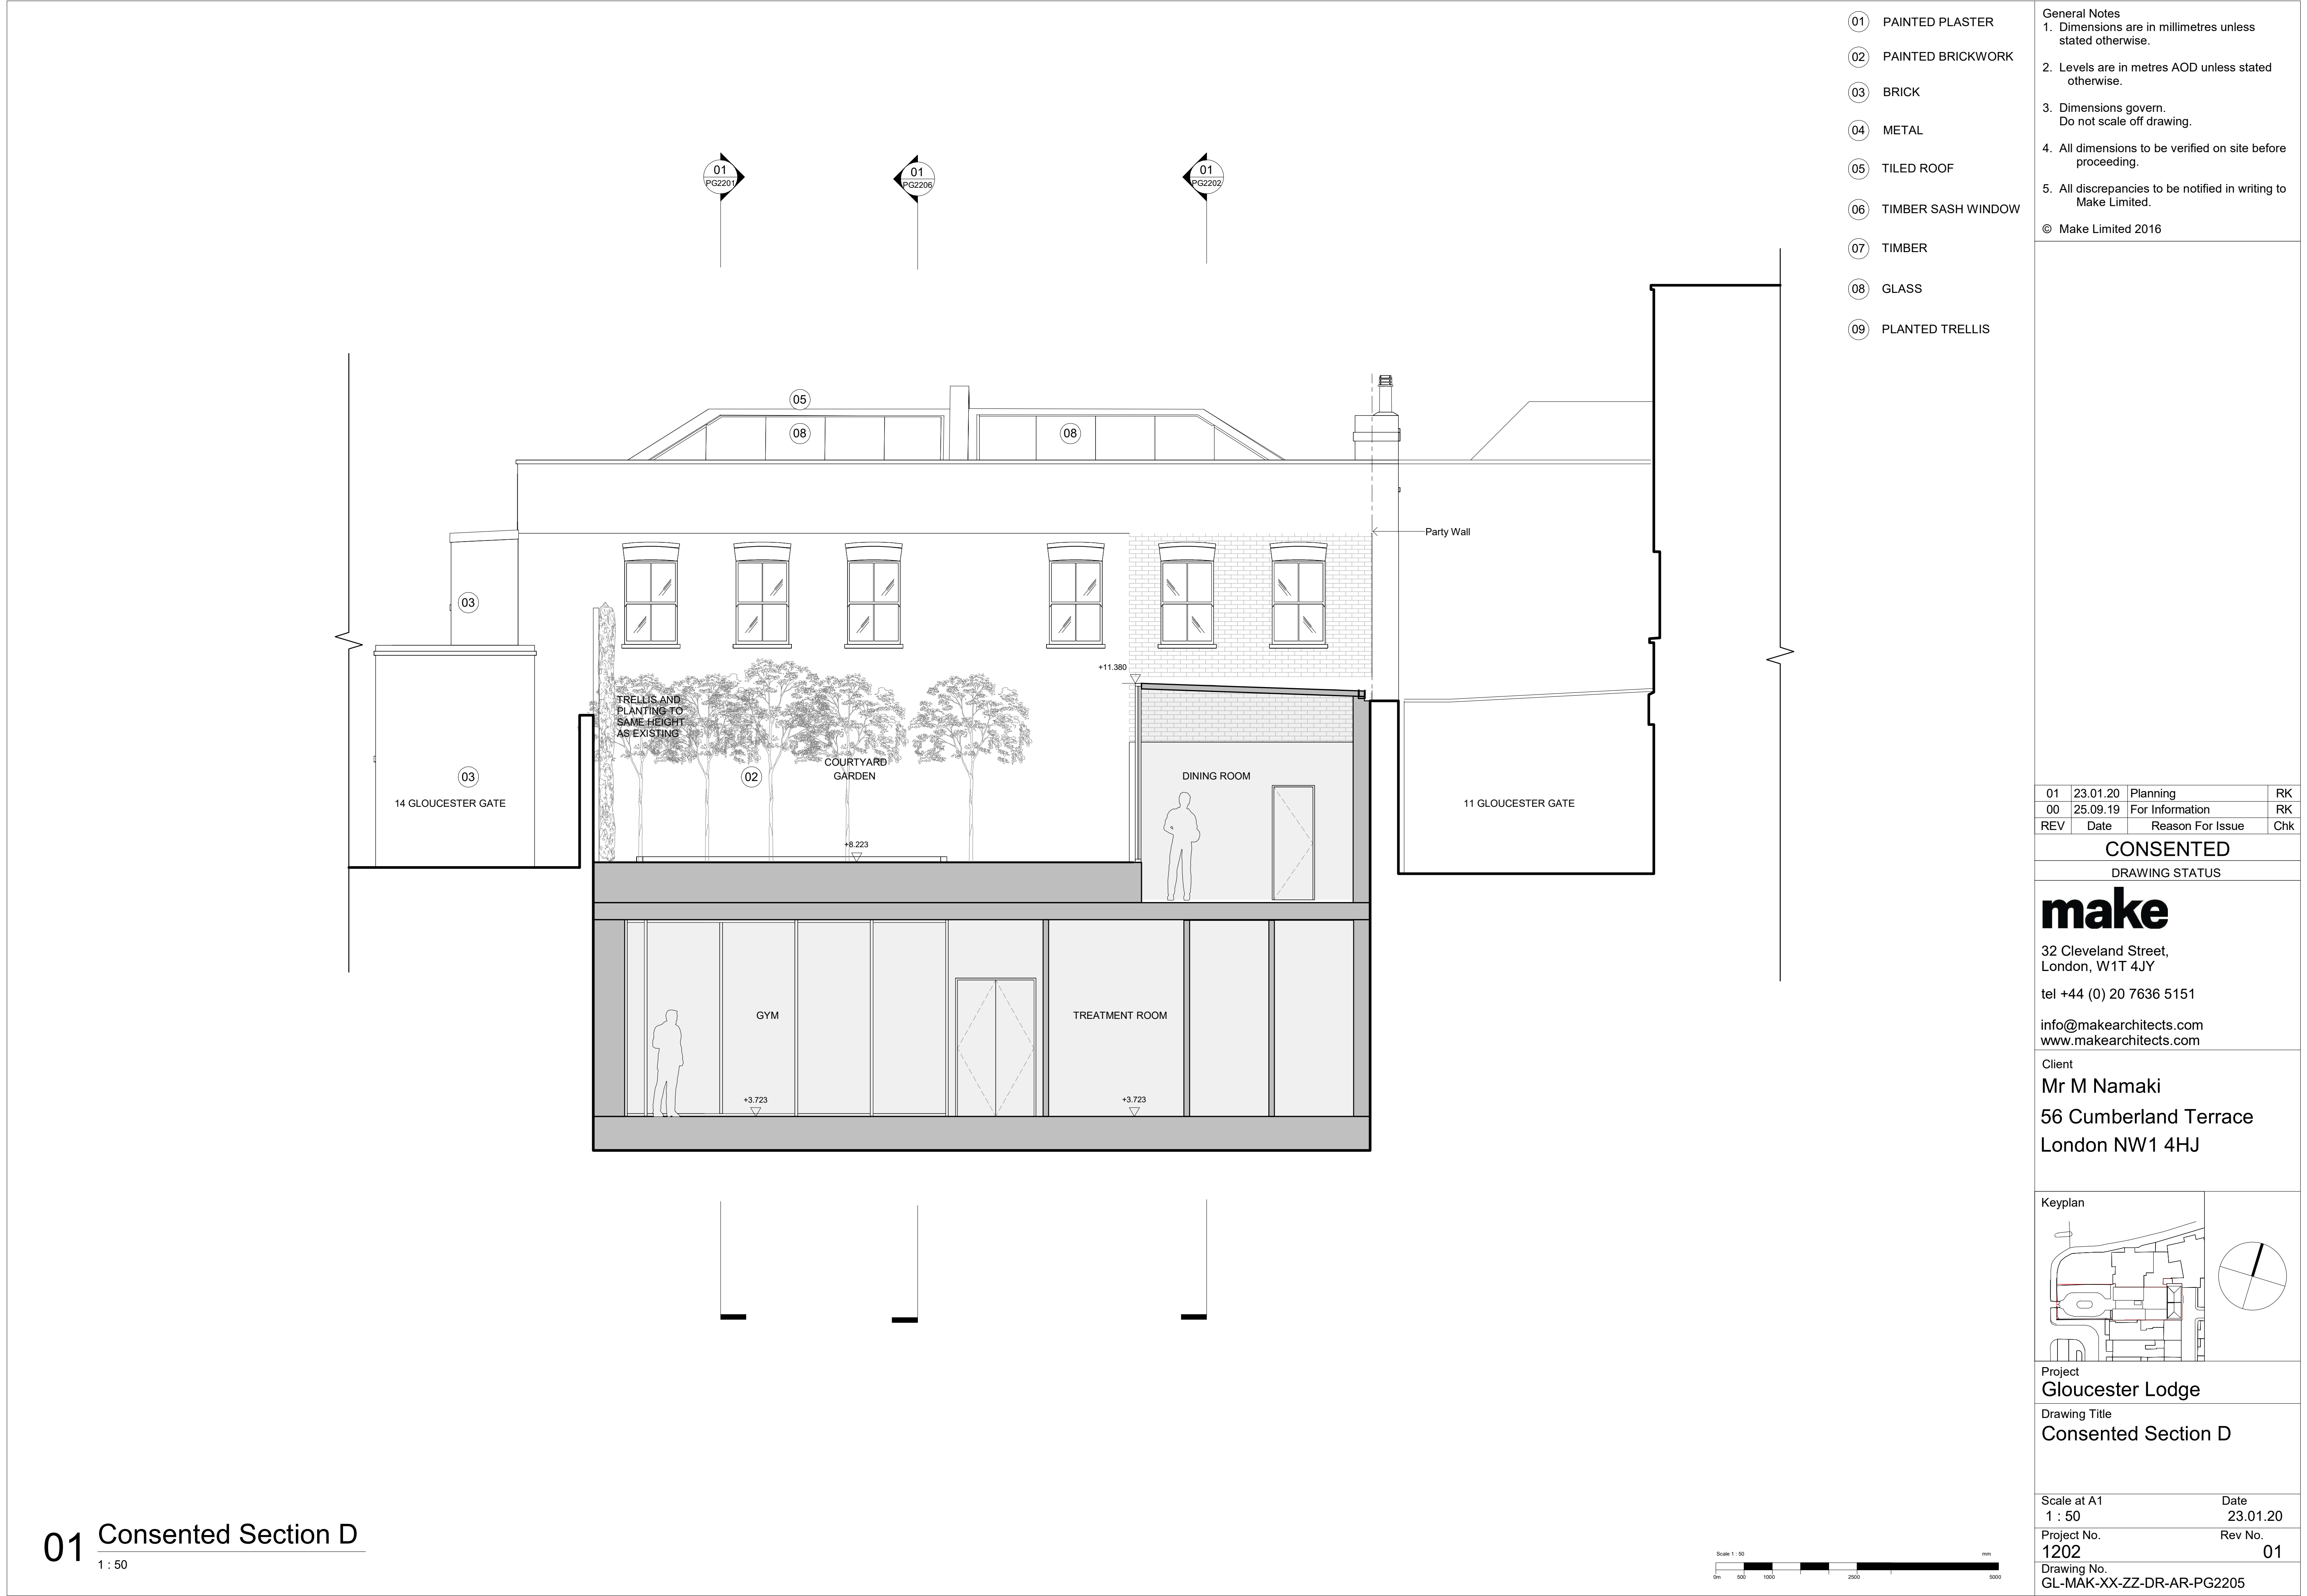 01 PAINTED PLASTER
02 PAINTED BRICKWORK
03 BRICK
04 METAL
05 TILED ROOF
06 TIMBER SASH WINDOW
07 TIMBER
08 GLASS
09 PLANTED TRELLIS
01
PG2201
01
PG2206
01
PG2202
05
08
08
Party Wall
03
+11.380
TRELLIS AND
PLANTING TO
SAME HEIGHT
AS EXISTING
COURTYARD
GARDEN
02
03
DINING ROOM
14 GLOUCESTER GATE
11 GLOUCESTER GATE
+8.223
GYM
TREATMENT ROOM
+3.723
+3.723
01 Consented Section D
1 : 50
Scale 1 : 50 mm
0m 500 1000 2500 5000
General Notes
1. Dimensions are in millimetres unless
stated otherwise.
2. Levels are in metres AOD unless stated
otherwise.
3. Dimensions govern.
Do not scale off drawing.
4. All dimensions to be verified on site before
proceeding.
5. All discrepancies to be notified in writing to
Make Limited.
© Make Limited 2016
01 23.01.20 Planning RK
00 25.09.19 For Information RK
REV Date Reason For Issue Chk
CONSENTED
DRAWING STATUS
make
32 Cleveland Street,
London, W1T 4JY
tel +44 (0) 20 7636 5151
info@makearchitects.com
www.makearchitects.com
Client
Mr M Namaki
56 Cumberland Terrace
London NW1 4HJ
Keyplan
Project
Gloucester Lodge
Drawing Title
Consented Section D
Scale at A1 Date
1 : 50 23.01.20
Project No. Rev No.
1202 01
Drawing No.
GL-MAK-XX-ZZ-DR-AR-PG2205